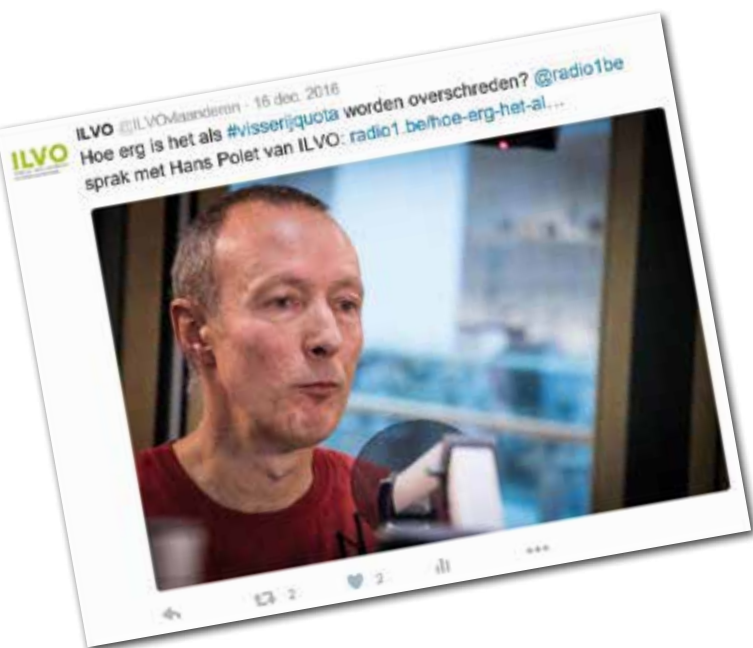 ILVO
ILVO @ILVOvlaanderen · 16 dec. 2016
Hoe erg is het als #visserijquota worden overschreden? @radio1be
sprak met Hans Polet van ILVO: radio1.be/hoe-erg-het-al...
2
2